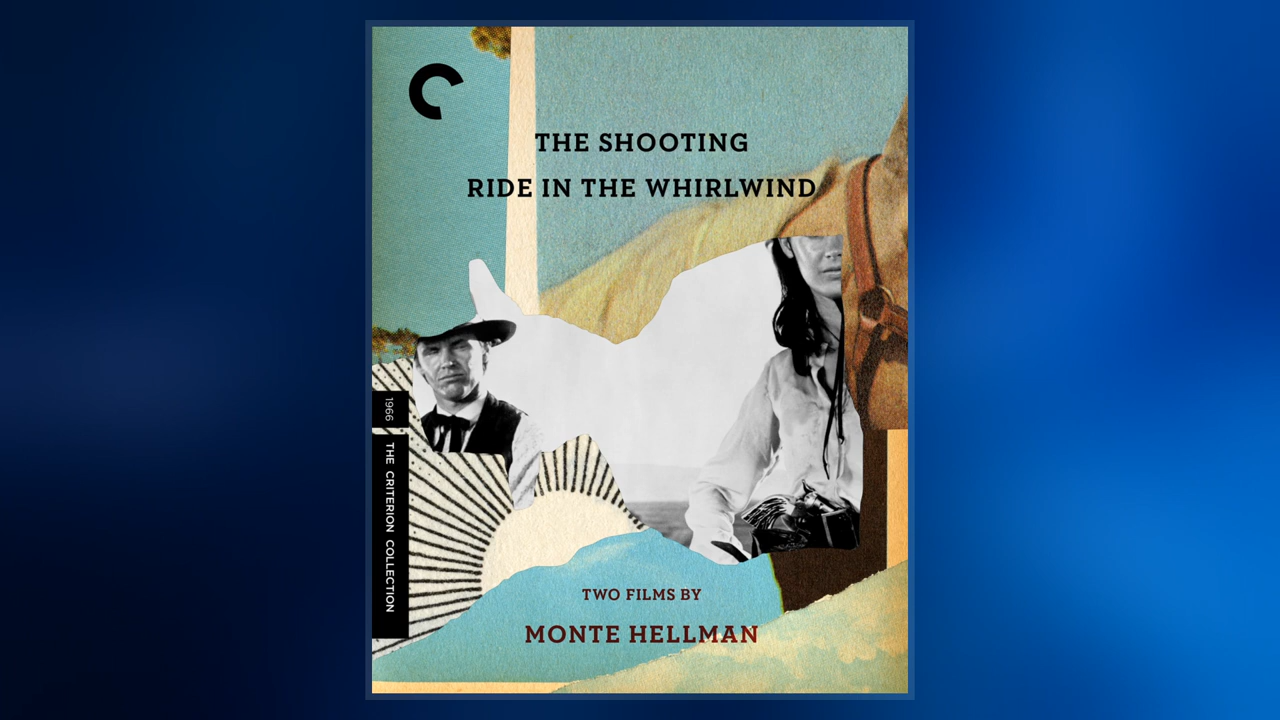 THE SHOOTING
RIDE IN THE WHIRLWIND
1966
THE CRITERION COLLECTION
TWO FILMS BY
MONTE HELLMAN